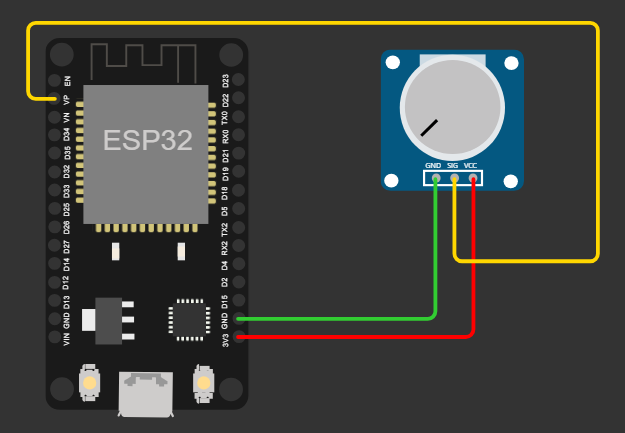 EN
VP
VN
D34
D35
D32
D33
D25
D26
D27
D14
D12
D13
GND
VIN
ESP32
D23
D22
TX0
RX0
D21
D19
D18
D5
TX2
RX2
D4
D2
D15
GND
3V3
GND SIG VCC